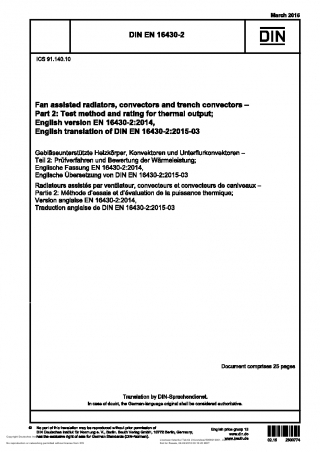 March 2015
DIN EN 16430-2
DIN
ICS 91.140.10
Fan assisted radiators, convectors and trench convectors –
Part 2: Test method and rating for thermal output;
English version EN 16430-2:2014,
English translation of DIN EN 16430-2:2015-03
Gebläseunterstützte Heizkörper, Konvektoren und Unterflurkonvektoren –
Teil 2: Prüfverfahren und Bewertung der Wärmeleistung;
Englische Fassung EN 16430-2:2014,
Englische Übersetzung von DIN EN 16430-2:2015-03
Radiateurs assistés par ventilateur, convecteurs et convecteurs de caniveaux –
Partie 2: Méthode d'essais et d'évaluation de la puissance thermique;
Version anglaise EN 16430-2:2014,
Traduction anglaise de DIN EN 16430-2:2015-03
Document comprises 25 pages
Translation by DIN-Sprachendienst.
In case of doubt, the German-language original shall be considered authoritative.
© No part of this translation may be reproduced without prior permission of
DIN Deutsches Institut für Normung e. V., Berlin. Beuth Verlag GmbH, 10772 Berlin, Germany,
has the exclusive right of sale for German Standards (DIN-Normen).
English price group 13
www.din.de
www.beuth.de